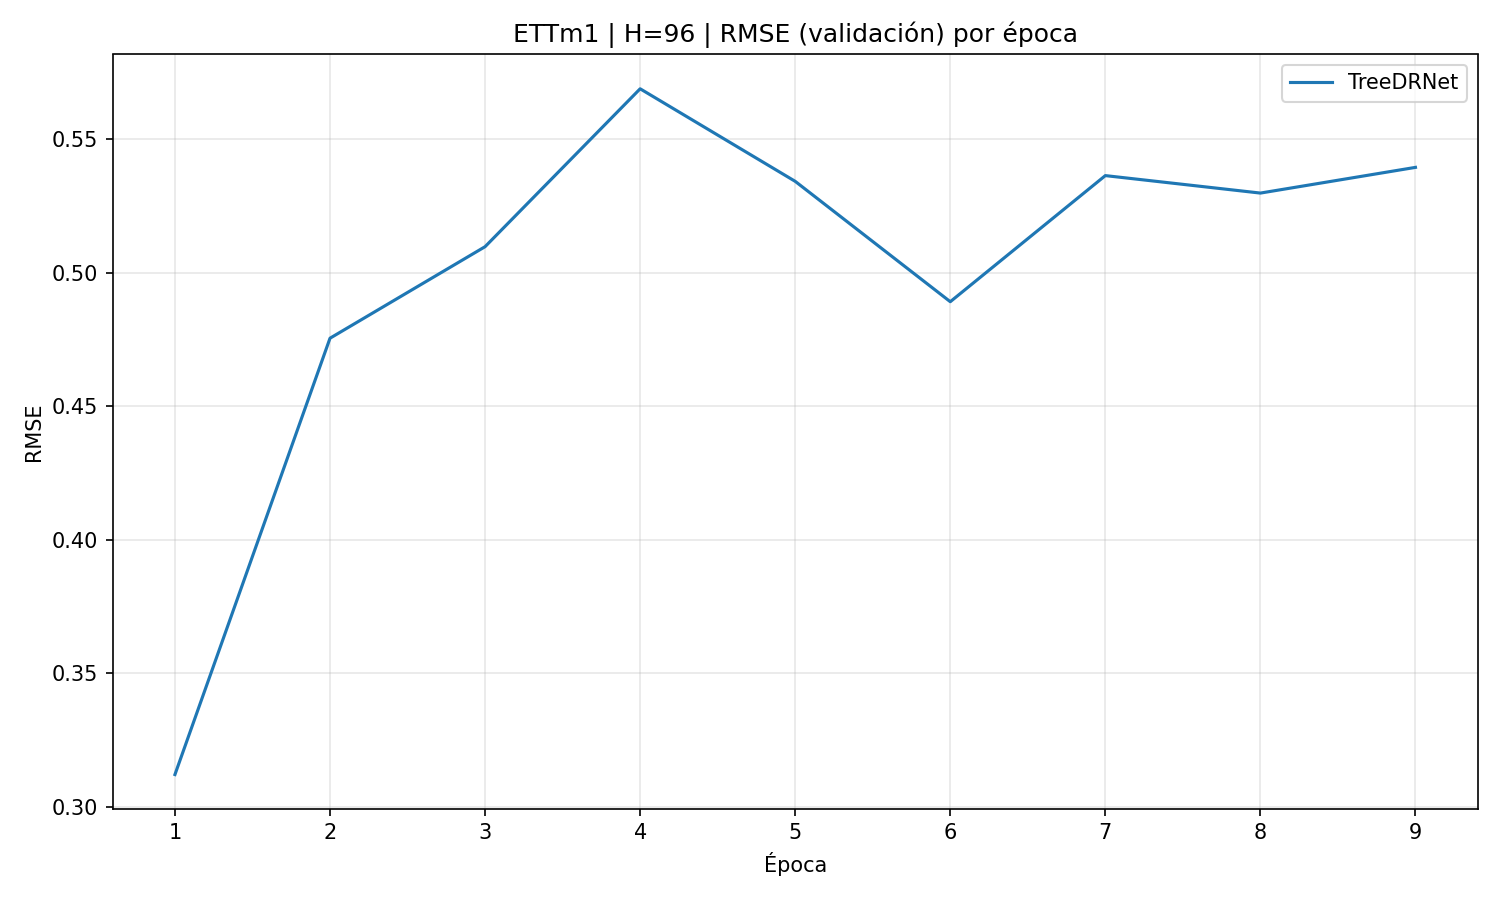 ETTm1 | H=96 | RMSE (validación) por época
TreeDRNet
RMSE
0.55
0.50
0.45
0.40
0.35
0.30
1 2 3 4 5 6 7 8 9
Época